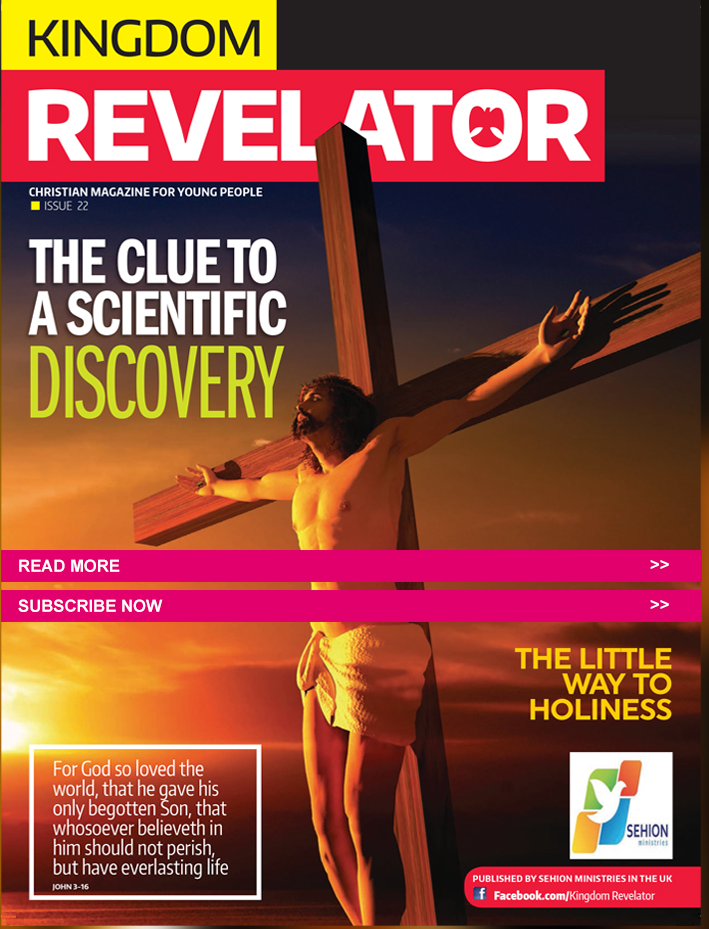 KINGDOM
REVELATOR
CHRISTIAN MAGAZINE FOR YOUNG PEOPLE
ISSUE 22
THE CLUE TO
A SCIENTIFIC
DISCOVERY
READ MORE >>
SUBSCRIBE NOW >>
THE LITTLE
WAY TO
HOLINESS
For God so loved the
world, that he gave his
only begotten Son, that
whosoever believeth in
him should not perish,
but have everlasting life
JOHN 3-16
SEHION
ministries
PUBLISHED BY SEHION MINISTRIES IN THE UK
f Facebook.com/Kingdom Revelator